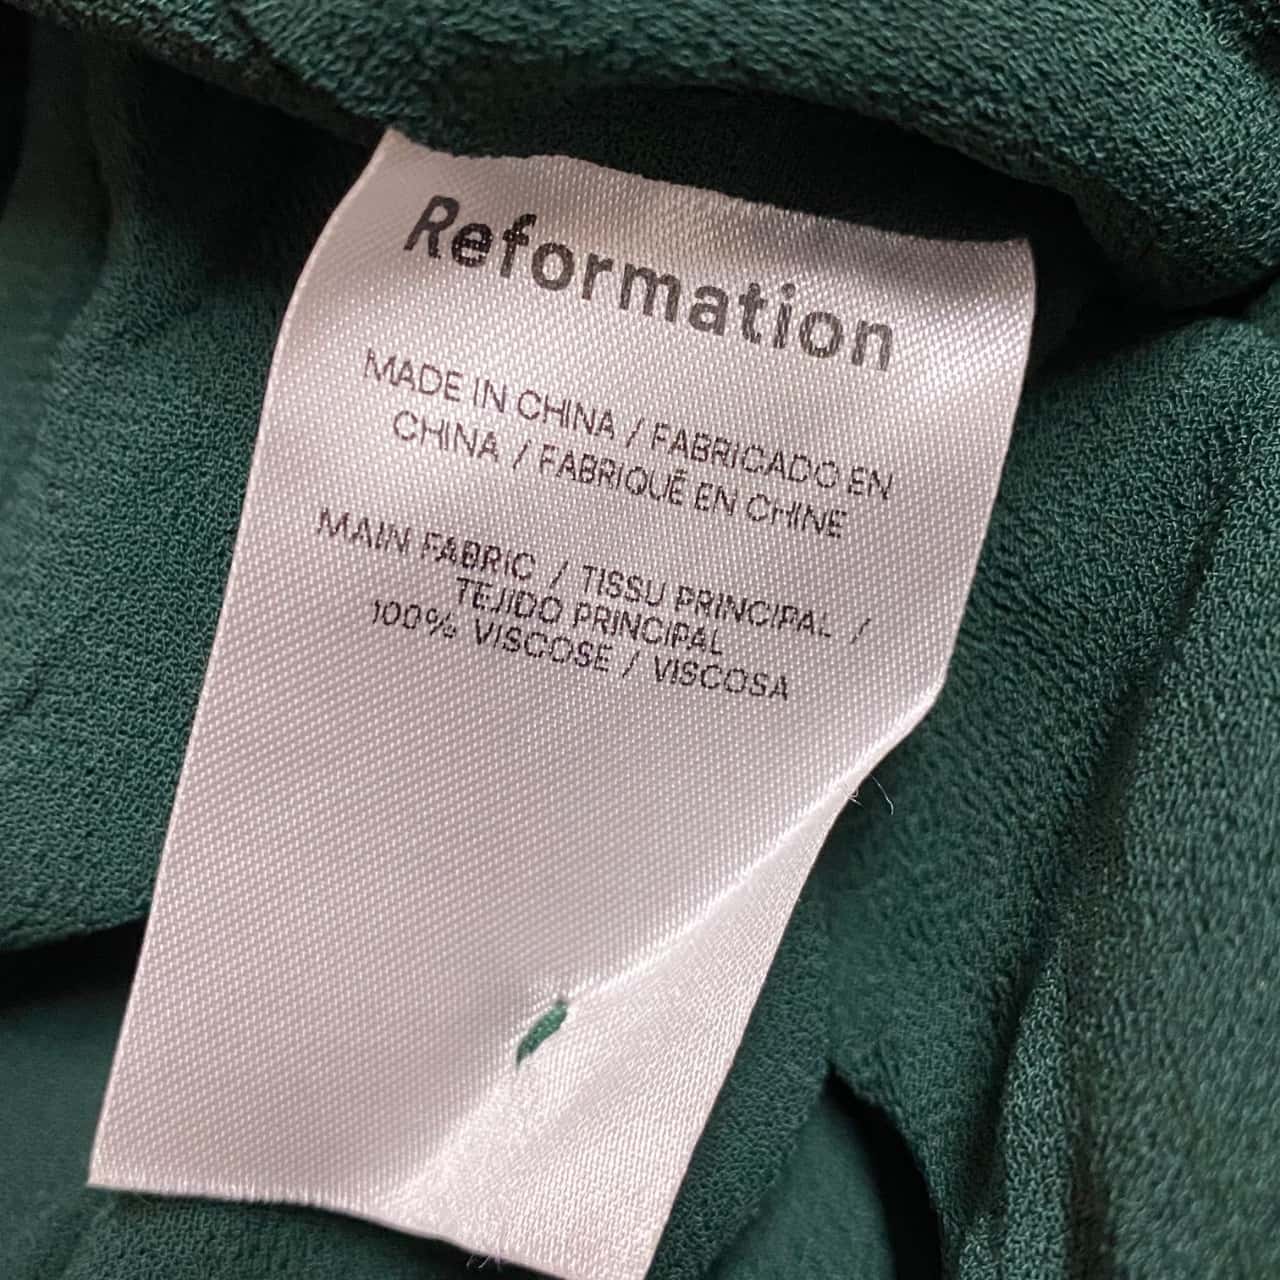 Reformation
MADE IN CHINA / FABRICADO EN
CHINA / FABRIQUÉ EN CHINE
MAIN FABRIC / TISSU PRINCIPAL /
TEJIDO PRINCIPAL
100% VISCOSE / VISCOSA